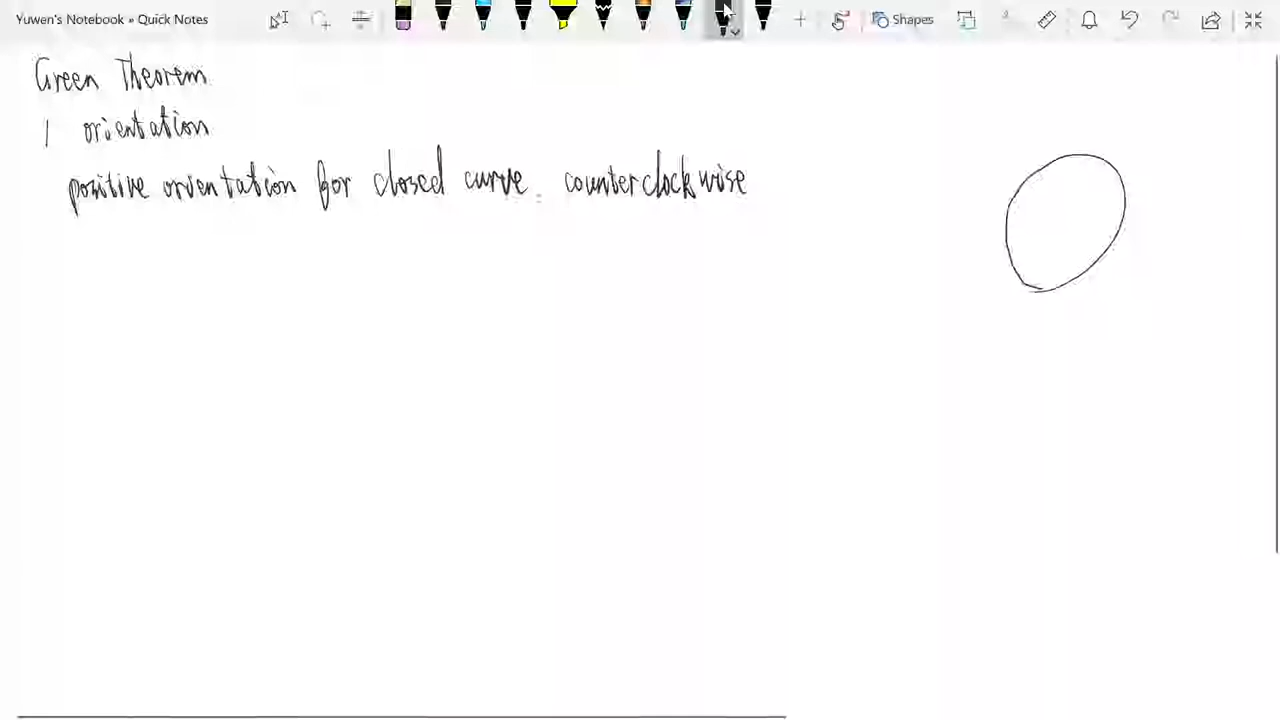 Yuwen's Notebook » Quick Notes
Shapes
Green Theorem
1 orientation
positive orientation for closed curve : counterclockwise